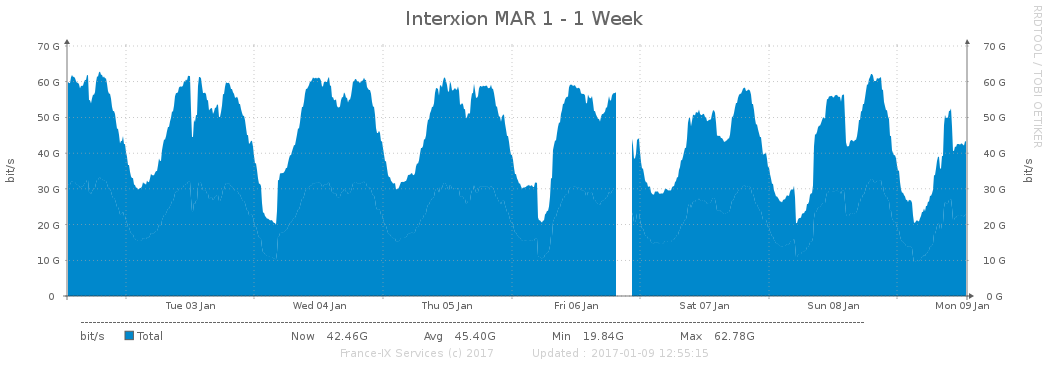 Interxion MAR 1 - 1 Week
RRDTOOL / TOBI OETIKER
bit/s
70 G
60 G
50 G
40 G
30 G
20 G
10 G
0
70 G
60 G
50 G
40 G
30 G
20 G
10 G
0 G
bit/s
Tue 03 Jan Wed 04 Jan Thu 05 Jan Fri 06 Jan Sat 07 Jan Sun 08 Jan Mon 09 Jan
bit/s Total Now 42.46G Avg 45.40G Min 19.84G Max 62.78G
France-IX Services (c) 2017 Updated : 2017-01-09 12:55:15